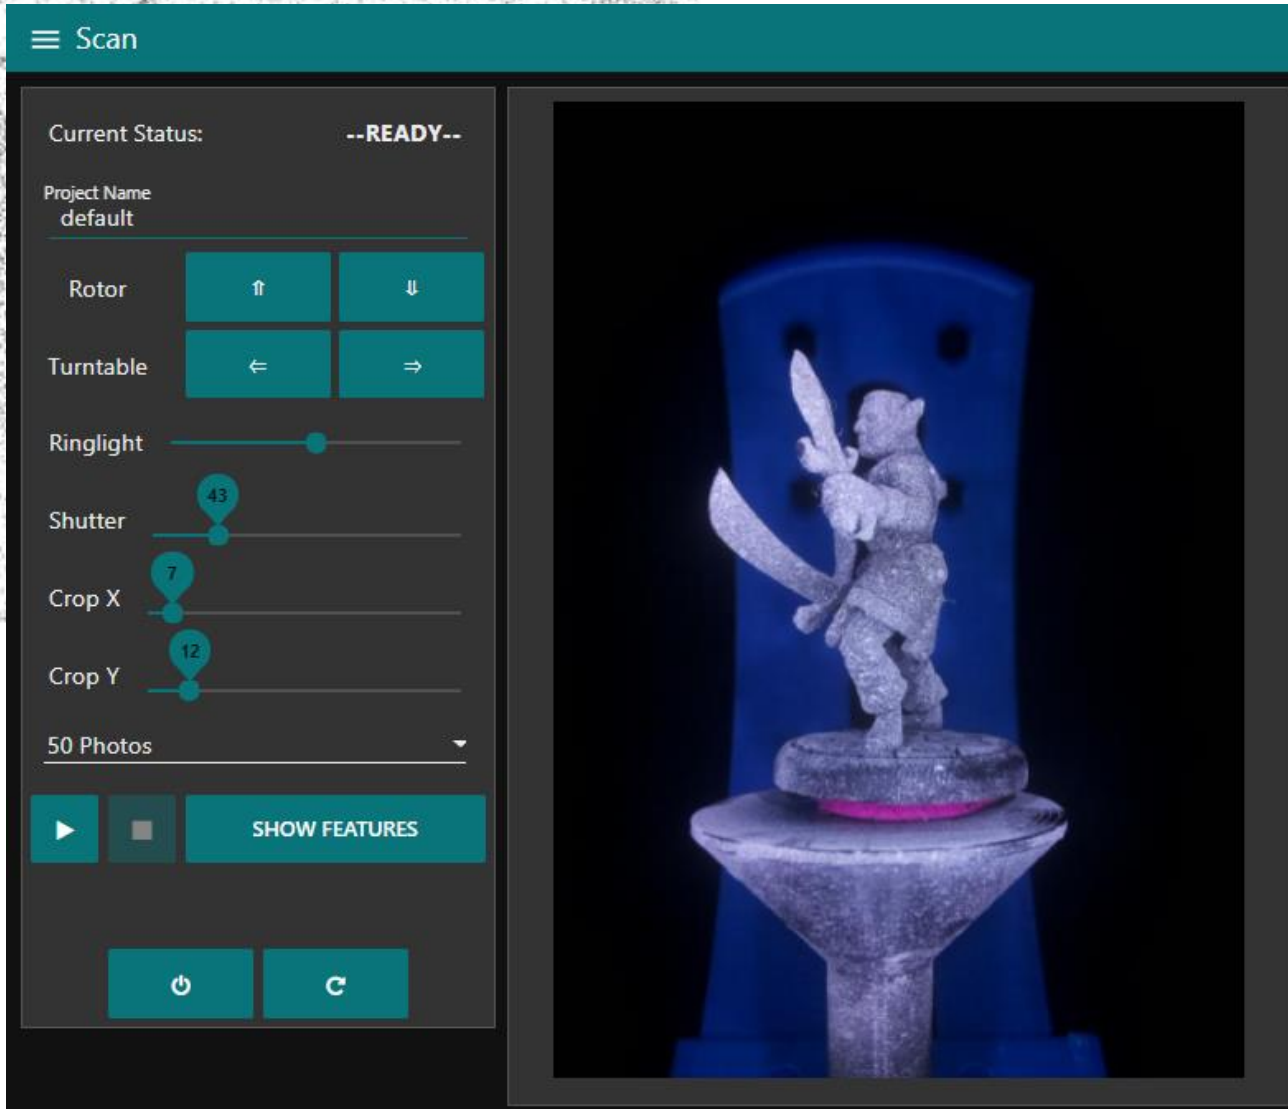 Scan
Current Status: --READY--
Project Name
default
Rotor ⇑ ⇓
Turntable ⇐ ⇒
Ringlight
43
Shutter
7
Crop X
12
Crop Y
50 Photos
SHOW FEATURES